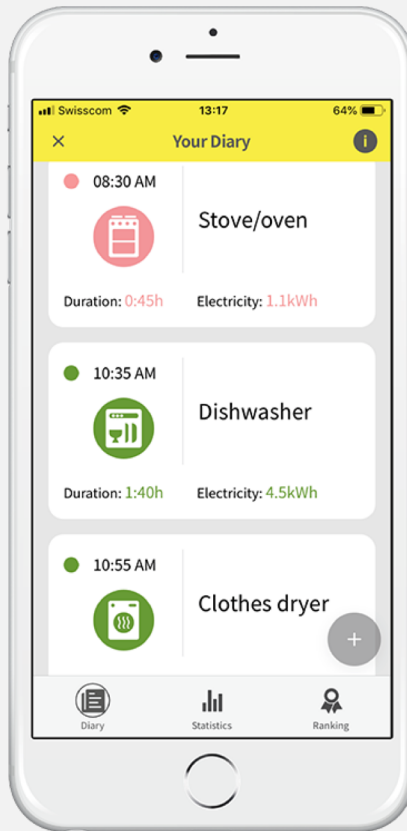 Swisscom 13:17 64%
× Your Diary i
08:30 AM
Stove/oven
Duration: 0:45h Electricity: 1.1kWh
10:35 AM
Dishwasher
Duration: 1:40h Electricity: 4.5kWh
10:55 AM
Clothes dryer
+
Diary Statistics Ranking